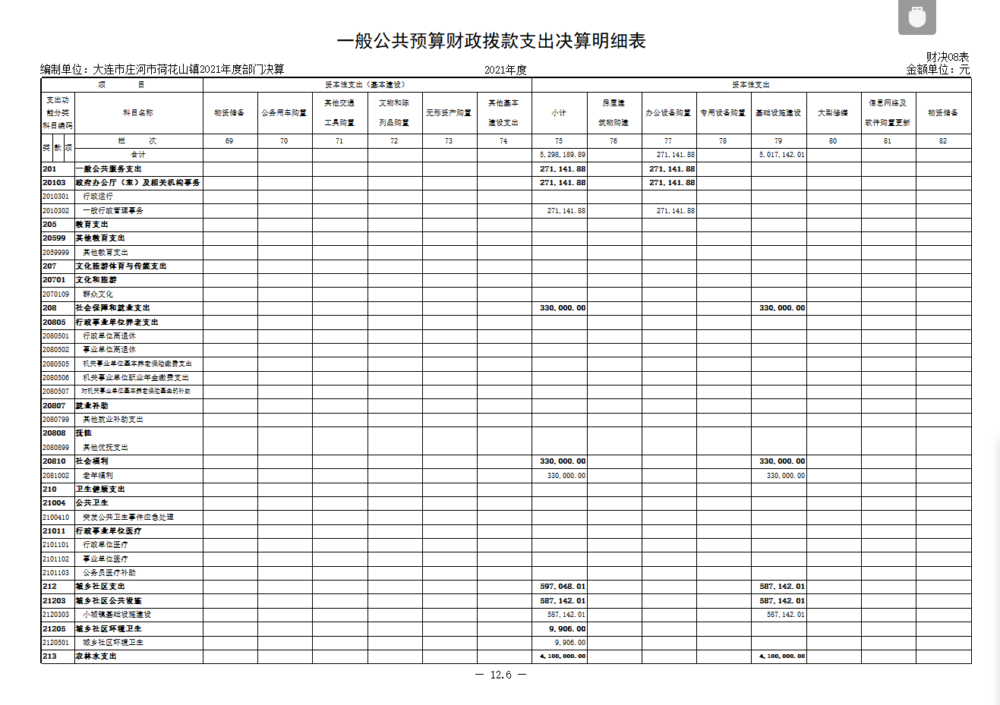 一般公共预算财政拨款支出决算明细表
财决08表
编制单位：大连市庄河市荷花山镇2021年度部门决算 2021年度 金额单位：元
项 目 资本性支出（基本建设） 资本性支出
支出功能分类科目编码 科目名称 物资储备 公务用车购置 其他交通工具购置 文物和陈列品购置 无形资产购置 其他基本建设支出 小计 房屋建筑物购建 办公设备购置 专用设备购置 基础设施建设 大型修缮 信息网络及软件购置更新 物资储备
类 款 项 栏 次 69 70 71 72 73 74 75 76 77 78 79 80 81 82
合计 5,298,189.89 271,141.88 5,017,142.01
201 一般公共服务支出 271,141.88 271,141.88
20103 政府办公厅（室）及相关机构事务 271,141.88 271,141.88
2010301 行政运行
2010302 一般行政管理事务 271,141.88 271,141.88
205 教育支出
20599 其他教育支出
2059999 其他教育支出
207 文化旅游体育与传媒支出
20701 文化和旅游
2070109 群众文化
208 社会保障和就业支出 330,000.00 330,000.00
20805 行政事业单位养老支出
2080501 行政单位离退休
2080502 事业单位离退休
2080505 机关事业单位基本养老保险缴费支出
2080506 机关事业单位职业年金缴费支出
2080507 对机关事业单位基本养老保险基金的补助
20807 就业补助
2080799 其他就业补助支出
20808 抚恤
2080899 其他优抚支出
20810 社会福利 330,000.00 330,000.00
2081002 老年福利 330,000.00 330,000.00
210 卫生健康支出
21004 公共卫生
2100410 突发公共卫生事件应急处理
21011 行政事业单位医疗
2101101 行政单位医疗
2101102 事业单位医疗
2101103 公务员医疗补助
212 城乡社区支出 597,048.01 587,142.01
21203 城乡社区公共设施 587,142.01 587,142.01
2120303 小城镇基础设施建设 587,142.01 587,142.01
21205 城乡社区环境卫生 9,906.00
2120501 城乡社区环境卫生 9,906.00
213 农林水支出 4,100,000.00 4,100,000.00
— 12.6 —